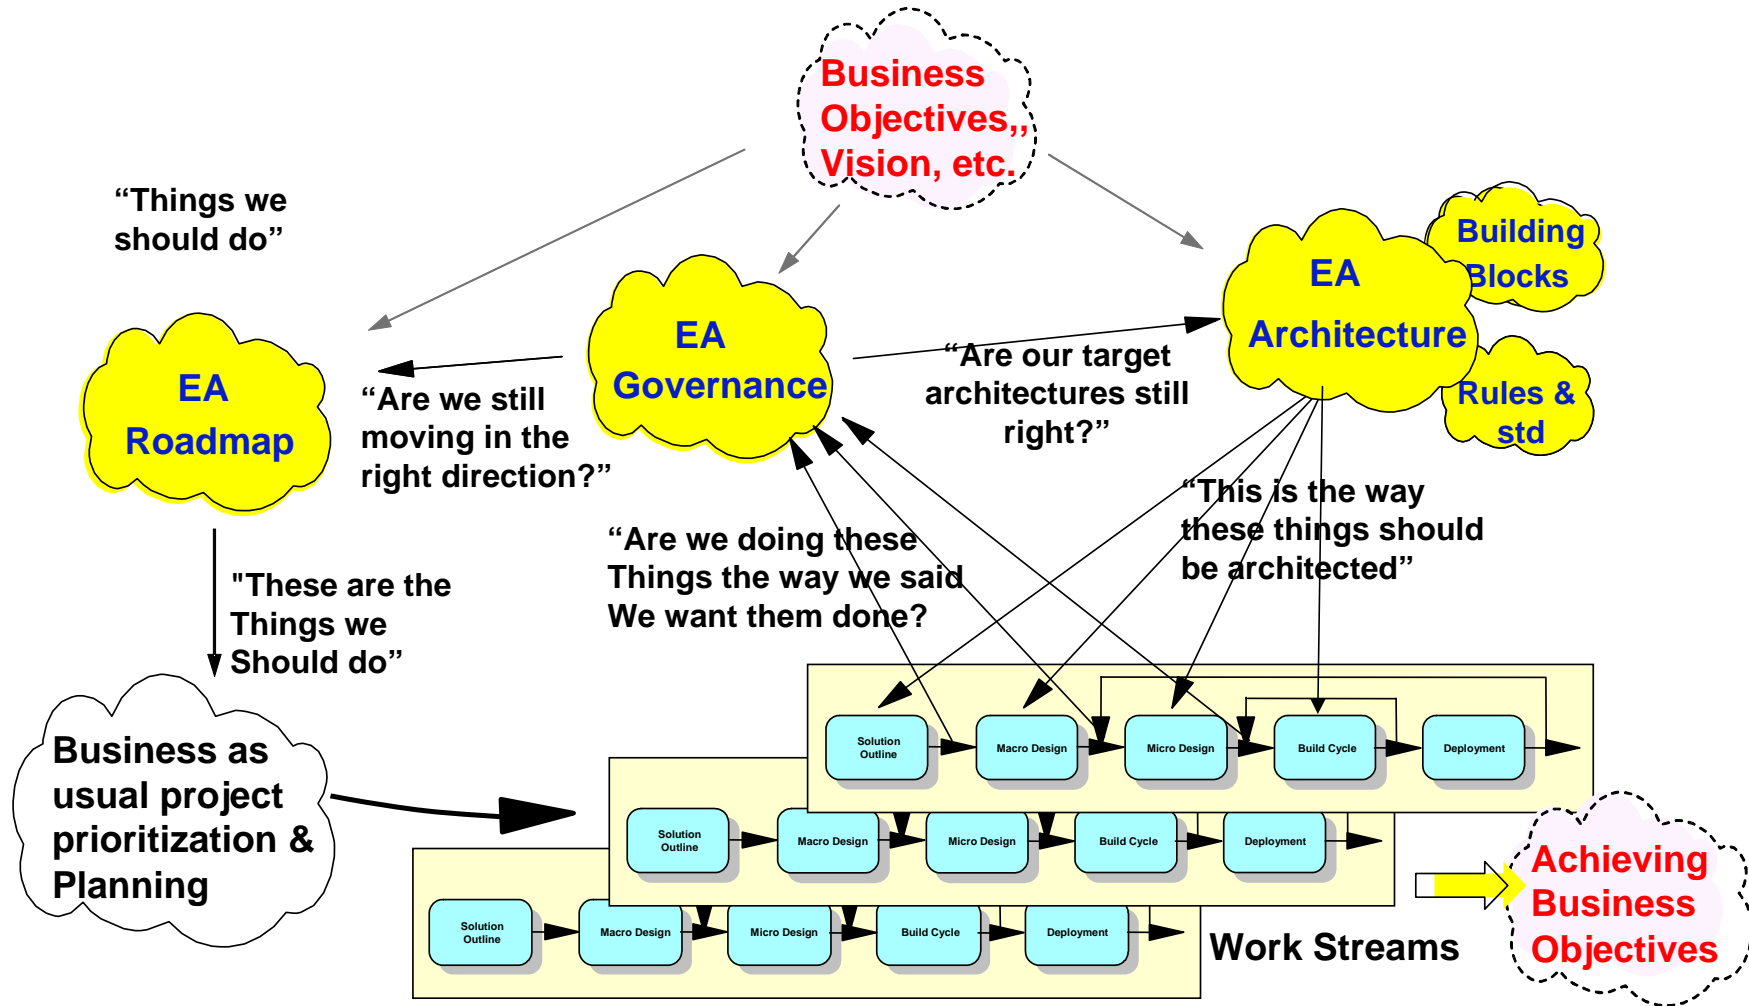 Business
Objectives,,
Vision, etc.
“Things we
should do”
Building
Blocks
EA
Architecture
EA
Governance
EA
Roadmap
“Are we still
moving in the
right direction?”
“Are our target
architectures still
right?”
Rules &
std
“This is the way
these things should
be architected”
“Are we doing these
Things the way we said
We want them done?
"These are the
Things we
Should do”
Business as
usual project
prioritization &
Planning
Solution
Outline
Macro Design
Micro Design
Build Cycle
Deployment
Solution
Outline
Macro Design
Micro Design
Build Cycle
Deployment
Solution
Outline
Macro Design
Micro Design
Build Cycle
Deployment
Work Streams
Achieving
Business
Objectives